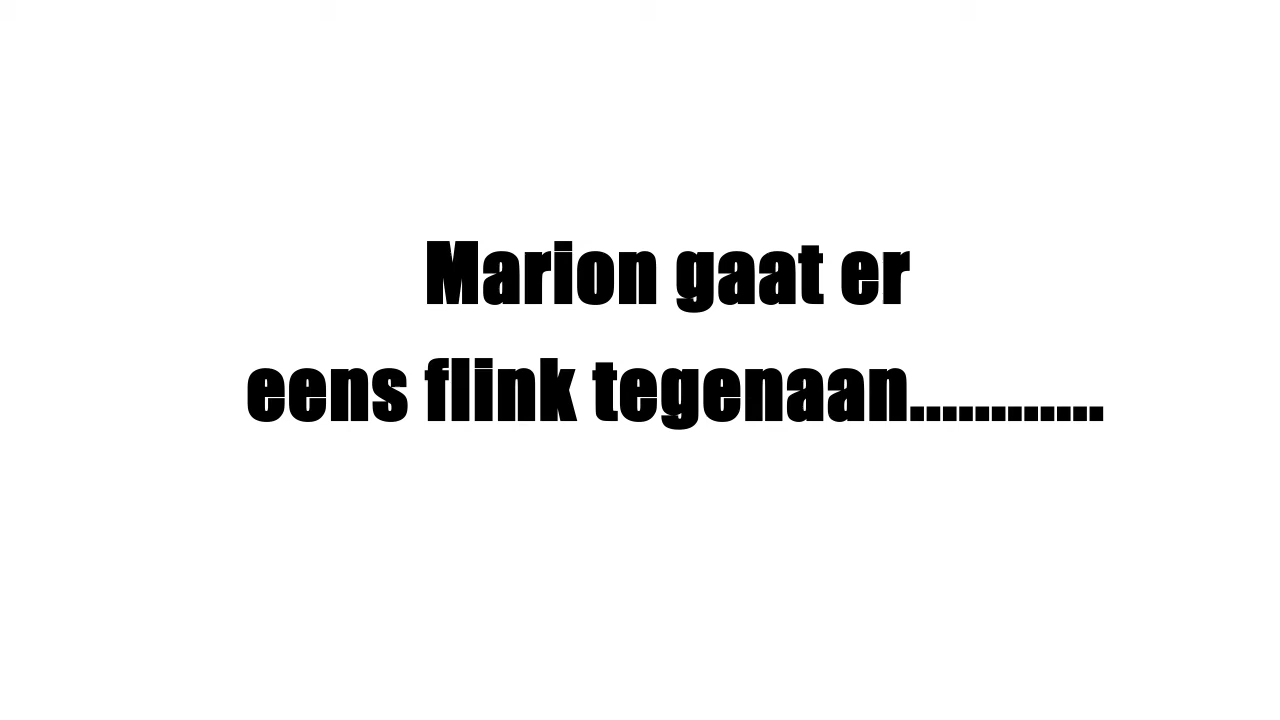 Marion gaat er
eens flink tegenaan............